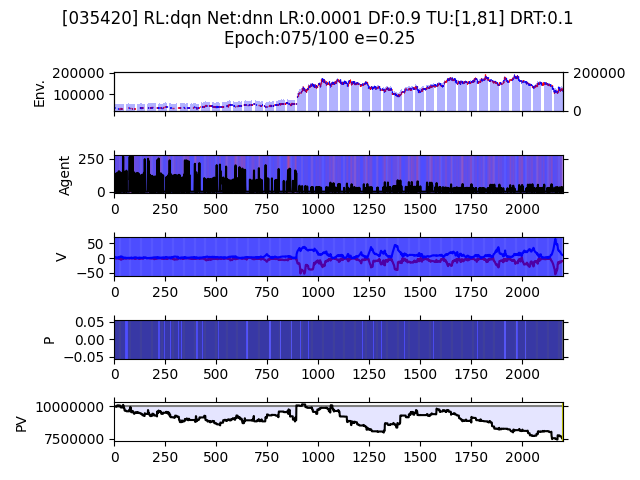 [035420] RL:dqn Net:dnn LR:0.0001 DF:0.9 TU:[1,81] DRT:0.1
Epoch:075/100 e=0.25
200000 200000
Env.
100000
0
250
Agent
0
0 250 500 750 1000 1250 1500 1750 2000
50
V
0
−50
0 250 500 750 1000 1250 1500 1750 2000
0.05
P
0.00
−0.05
0 250 500 750 1000 1250 1500 1750 2000
10000000
PV
7500000
0 250 500 750 1000 1250 1500 1750 2000